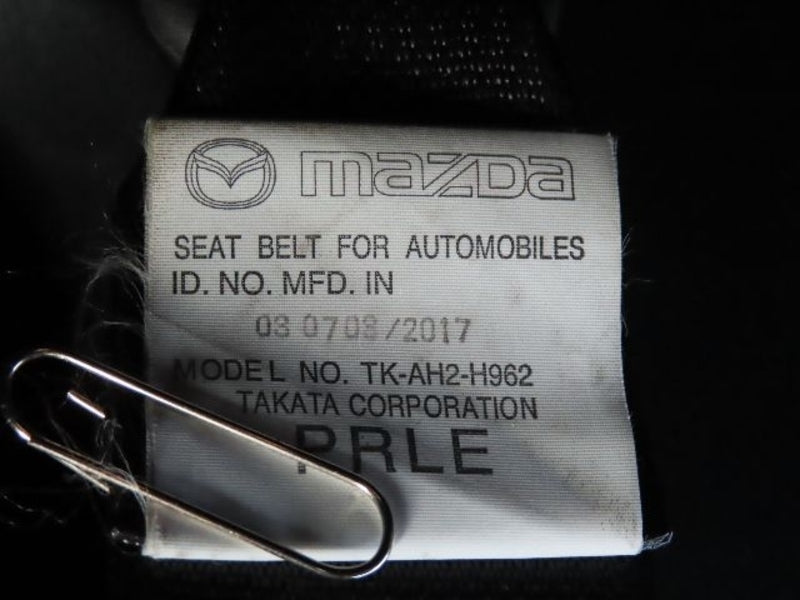 mazda
SEAT BELT FOR AUTOMOBILES
ID. NO. MFD. IN
03 0703/2017
MODEL NO. TK-AH2-H962
TAKATA CORPORATION
PRLE